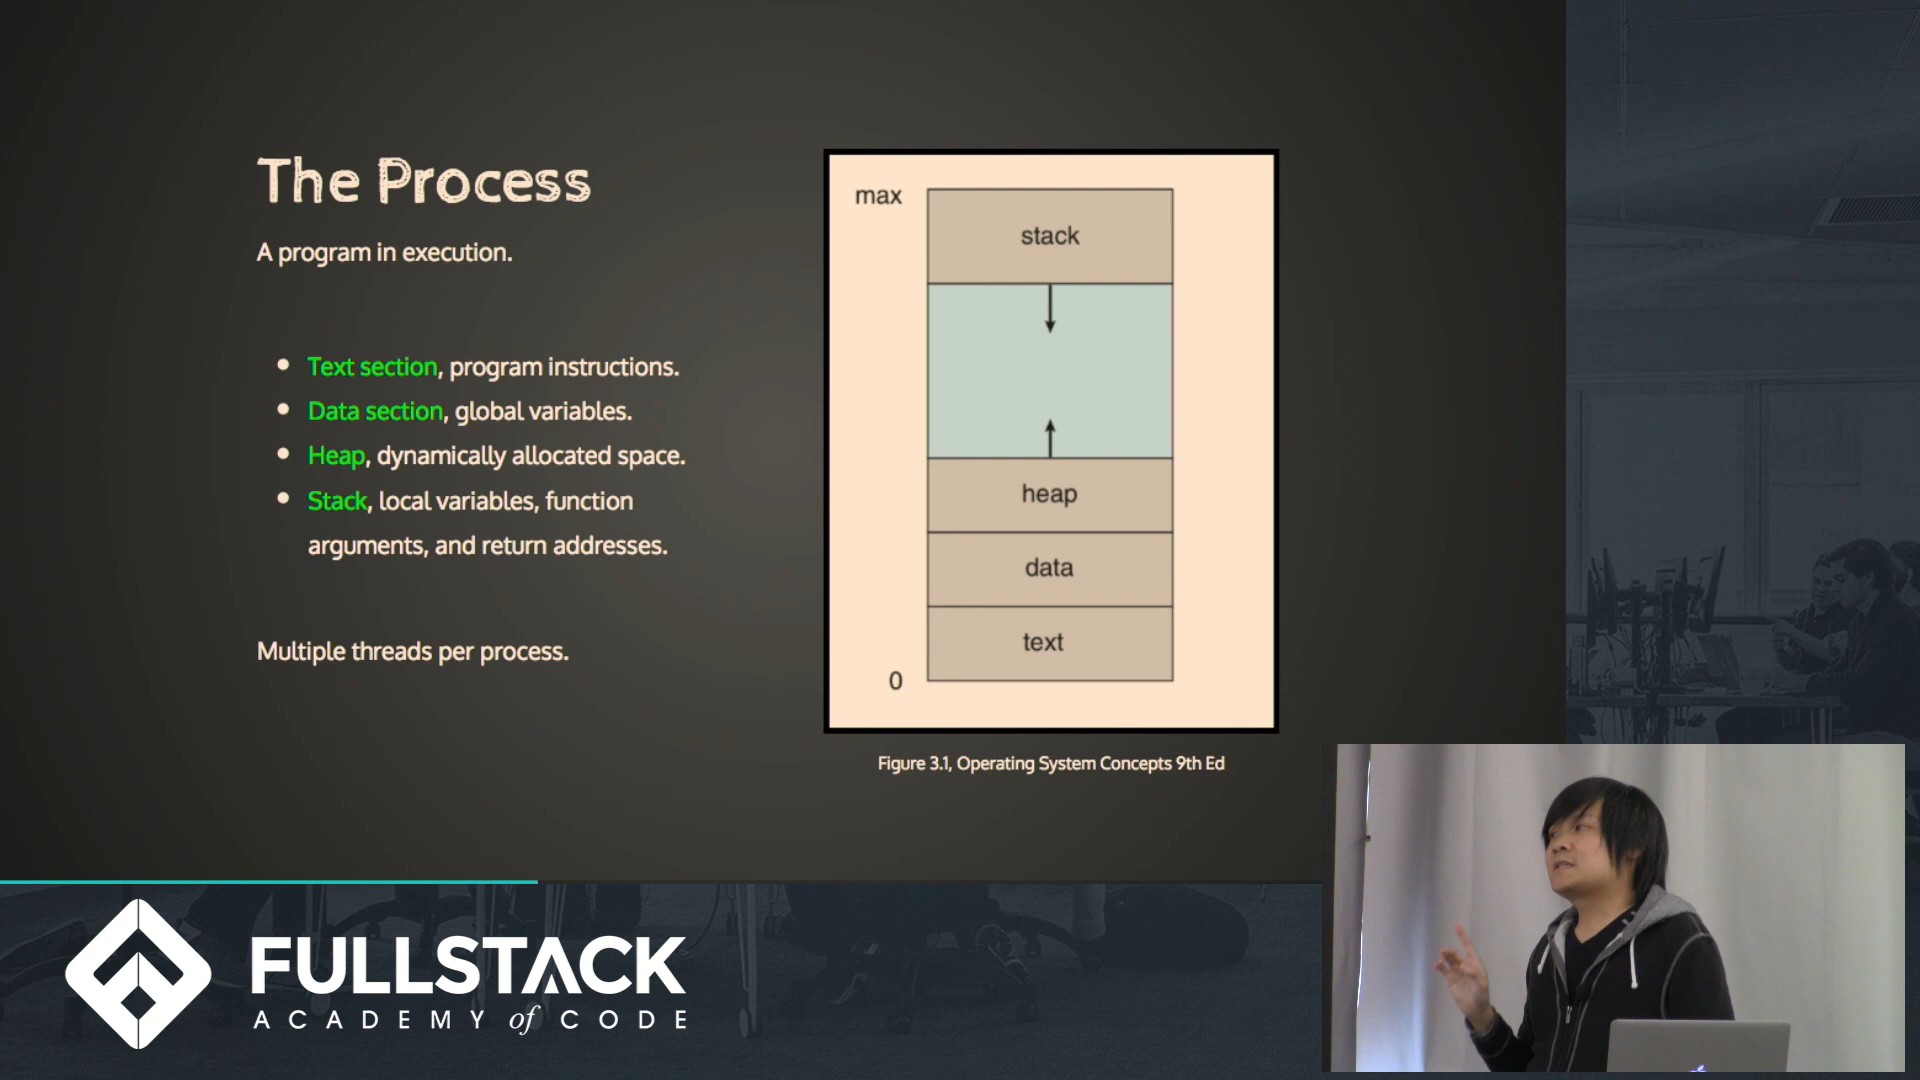 The Process
A program in execution.
Text section, program instructions.
Data section, global variables.
Heap, dynamically allocated space.
Stack, local variables, function
arguments, and return addresses.
Multiple threads per process.
max
stack
heap
data
text
0
Figure 3.1, Operating System Concepts 9th Ed
FULLSTACK
ACADEMY of CODE